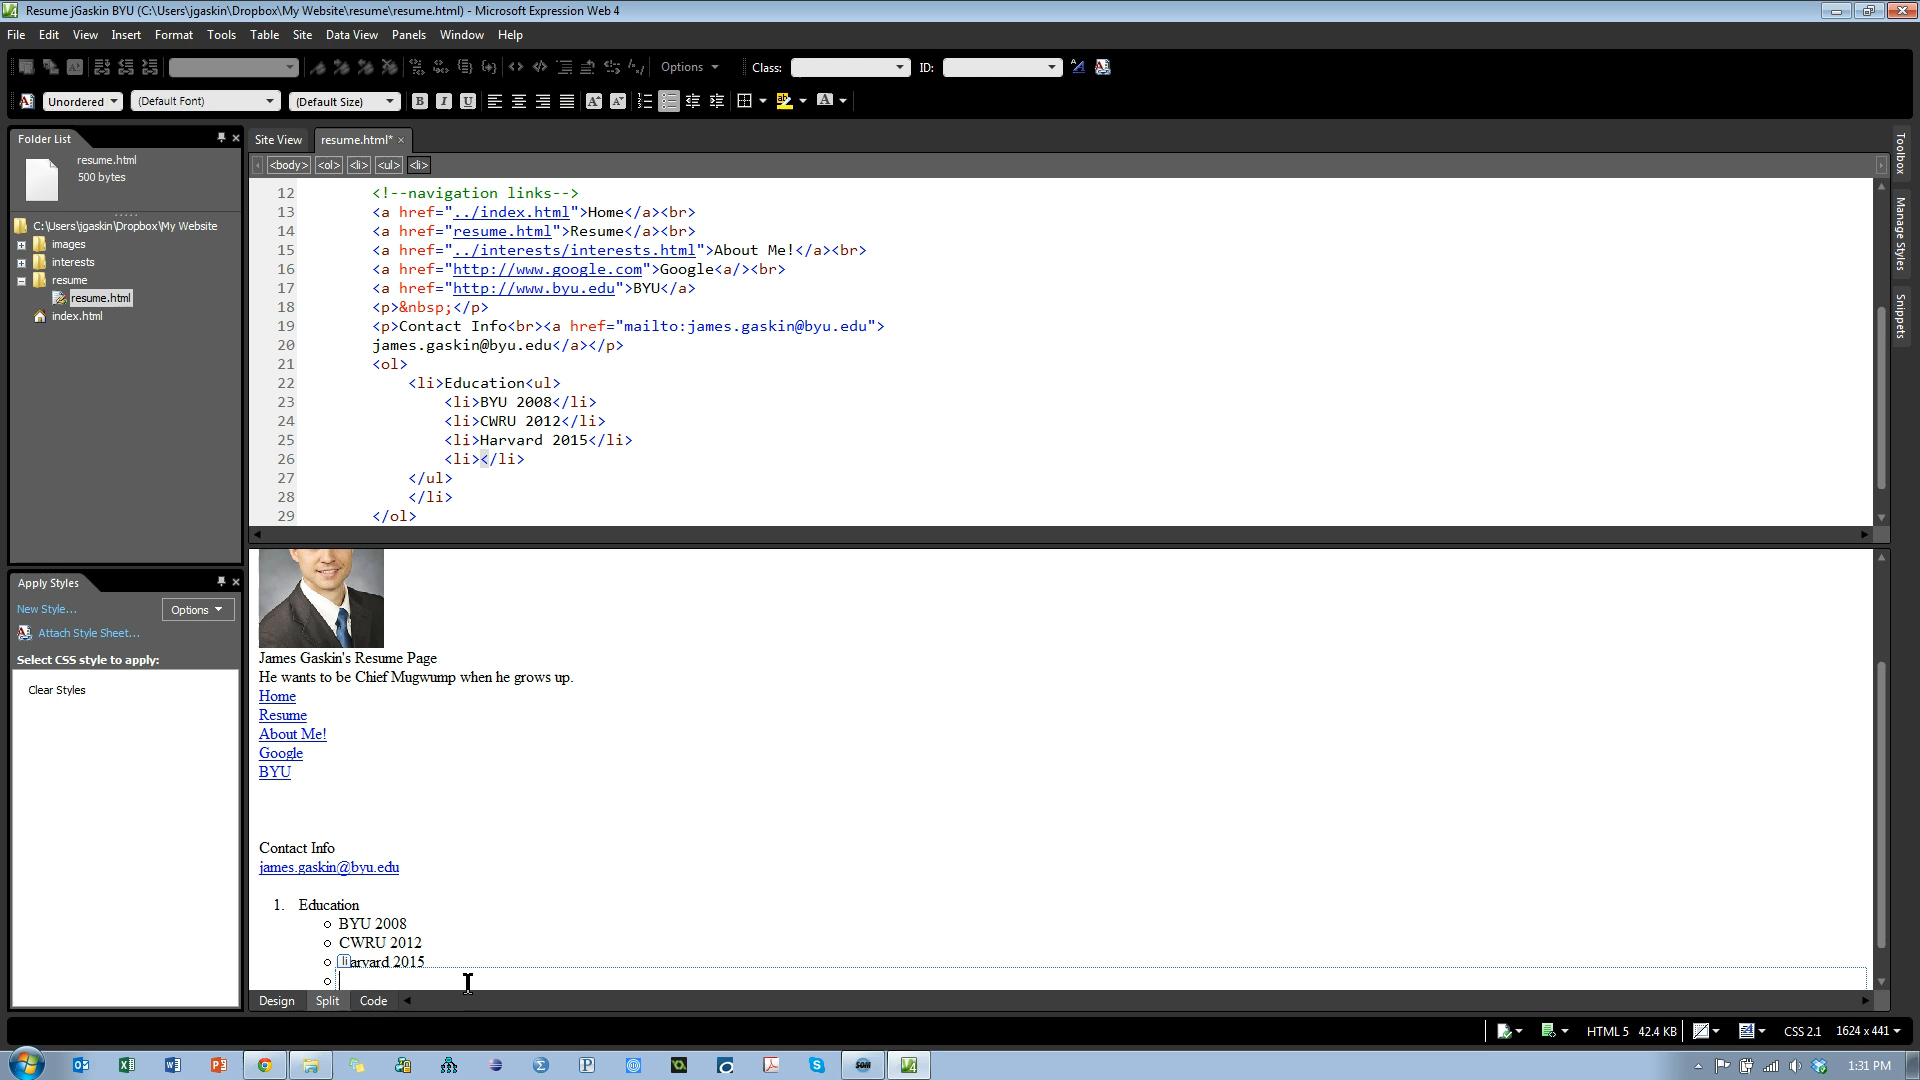 Resume jGaskin BYU (C:\Users\jgaskin\Dropbox\My Website\resume\resume.html) - Microsoft Expression Web 4
File Edit View Insert Format Tools Table Site Data View Panels Window Help
Options Class: ID:
Unordered (Default Font) (Default Size) B I U
Folder List
resume.html
500 bytes
C:\Users\jgaskin\Dropbox\My Website
images
interests
resume
resume.html
index.html
Apply Styles
New Style...
Options
Attach Style Sheet...
Select CSS style to apply:
Clear Styles
Site View resume.html*
<body> <ol> <li> <ul> <li>
12 <!--navigation links-->
13 <a href="../index.html">Home</a><br>
14 <a href="resume.html">Resume</a><br>
15 <a href="../interests/interests.html">About Me!</a><br>
16 <a href="http://www.google.com">Google<a/><br>
17 <a href="http://www.byu.edu">BYU</a>
18 <p>&nbsp;</p>
19 <p>Contact Info<br><a href="mailto:james.gaskin@byu.edu">
20 james.gaskin@byu.edu</a></p>
21 <ol>
22 <li>Education<ul>
23 <li>BYU 2008</li>
24 <li>CWRU 2012</li>
25 <li>Harvard 2015</li>
26 <li></li>
27 </ul>
28 </li>
29 </ol>
James Gaskin's Resume Page
He wants to be Chief Mugwump when he grows up.
Home
Resume
About Me!
Google
BYU
Contact Info
james.gaskin@byu.edu
1. Education
BYU 2008
CWRU 2012
li arvard 2015
Design Split Code
Toolbox
Manage Styles
Snippets
HTML 5 42.4 KB CSS 2.1 1624 x 441
1:31 PM